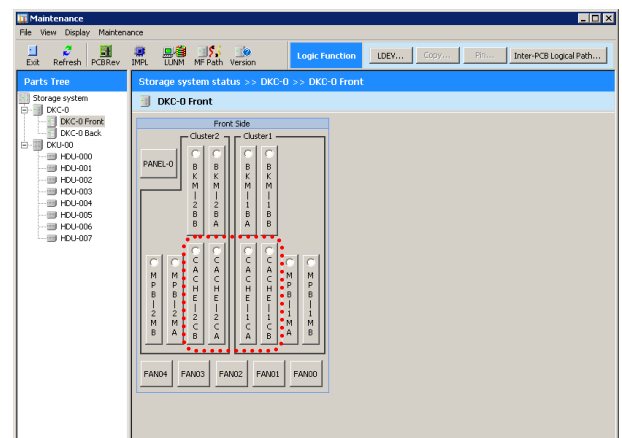 Maintenance
File View Display Maintenance
Exit Refresh PCBRev IMPL LUNM MF Path Version Logic Function LDEV... Copy... Pin... Inter-PCB Logical Path...
Parts Tree
Storage system status >> DKC-0 >> DKC-0 Front
Storage system
DKC-0
DKC-0 Front
DKC-0 Back
DKU-00
HDU-000
HDU-001
HDU-002
HDU-003
HDU-004
HDU-005
HDU-006
HDU-007
DKC-0 Front
Front Side
Cluster2 Cluster1
PANEL-0
BKM-2BB
BKM-2BA
BKM-1BA
BKM-1BB
MPB-2MB
MPB-2MA
CACHE-2CB
CACHE-2CA
CACHE-1CA
CACHE-1CB
MPB-1MA
MPB-1MB
FAN04 FAN03 FAN02 FAN01 FAN00